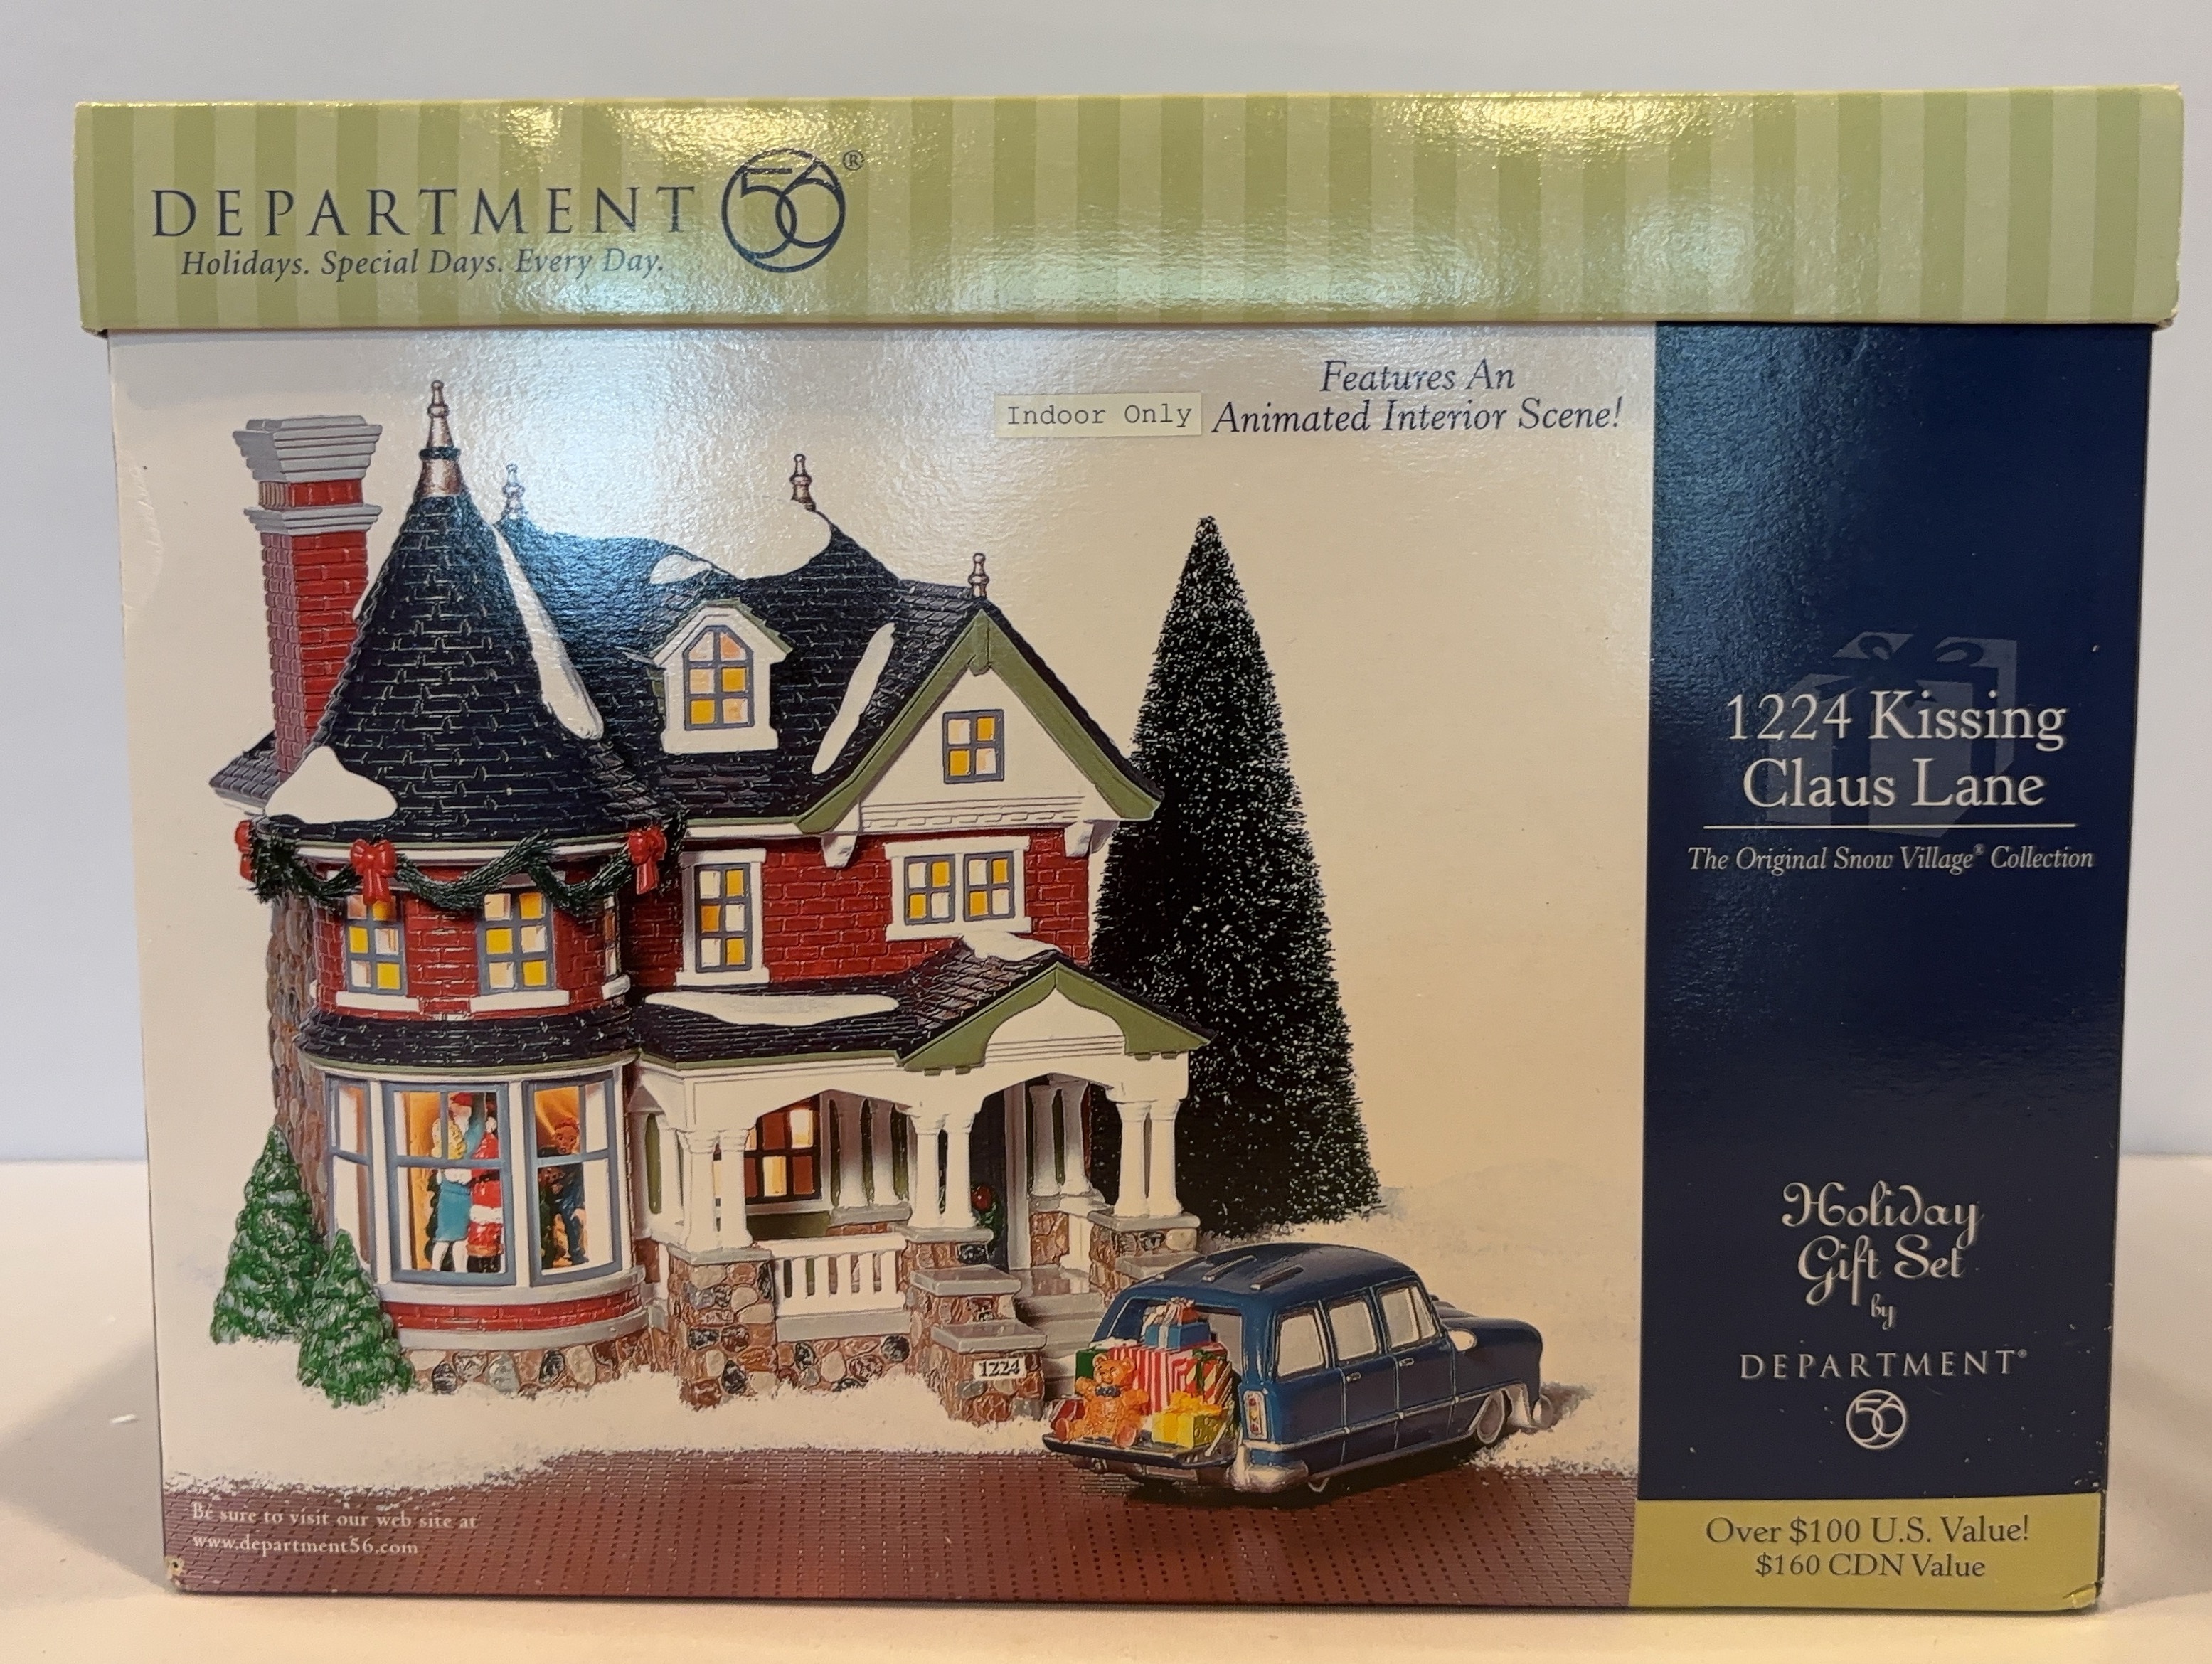 DEPARTMENT 56®
Holidays. Special Days. Every Day.
Features An
Indoor Only Animated Interior Scene!
1224 Kissing
Claus Lane
The Original Snow Village® Collection
1224
Holiday
Gift Set
by
DEPARTMENT®
56
Be sure to visit our web site at
www.department56.com
Over $100 U.S. Value!
$160 CDN Value